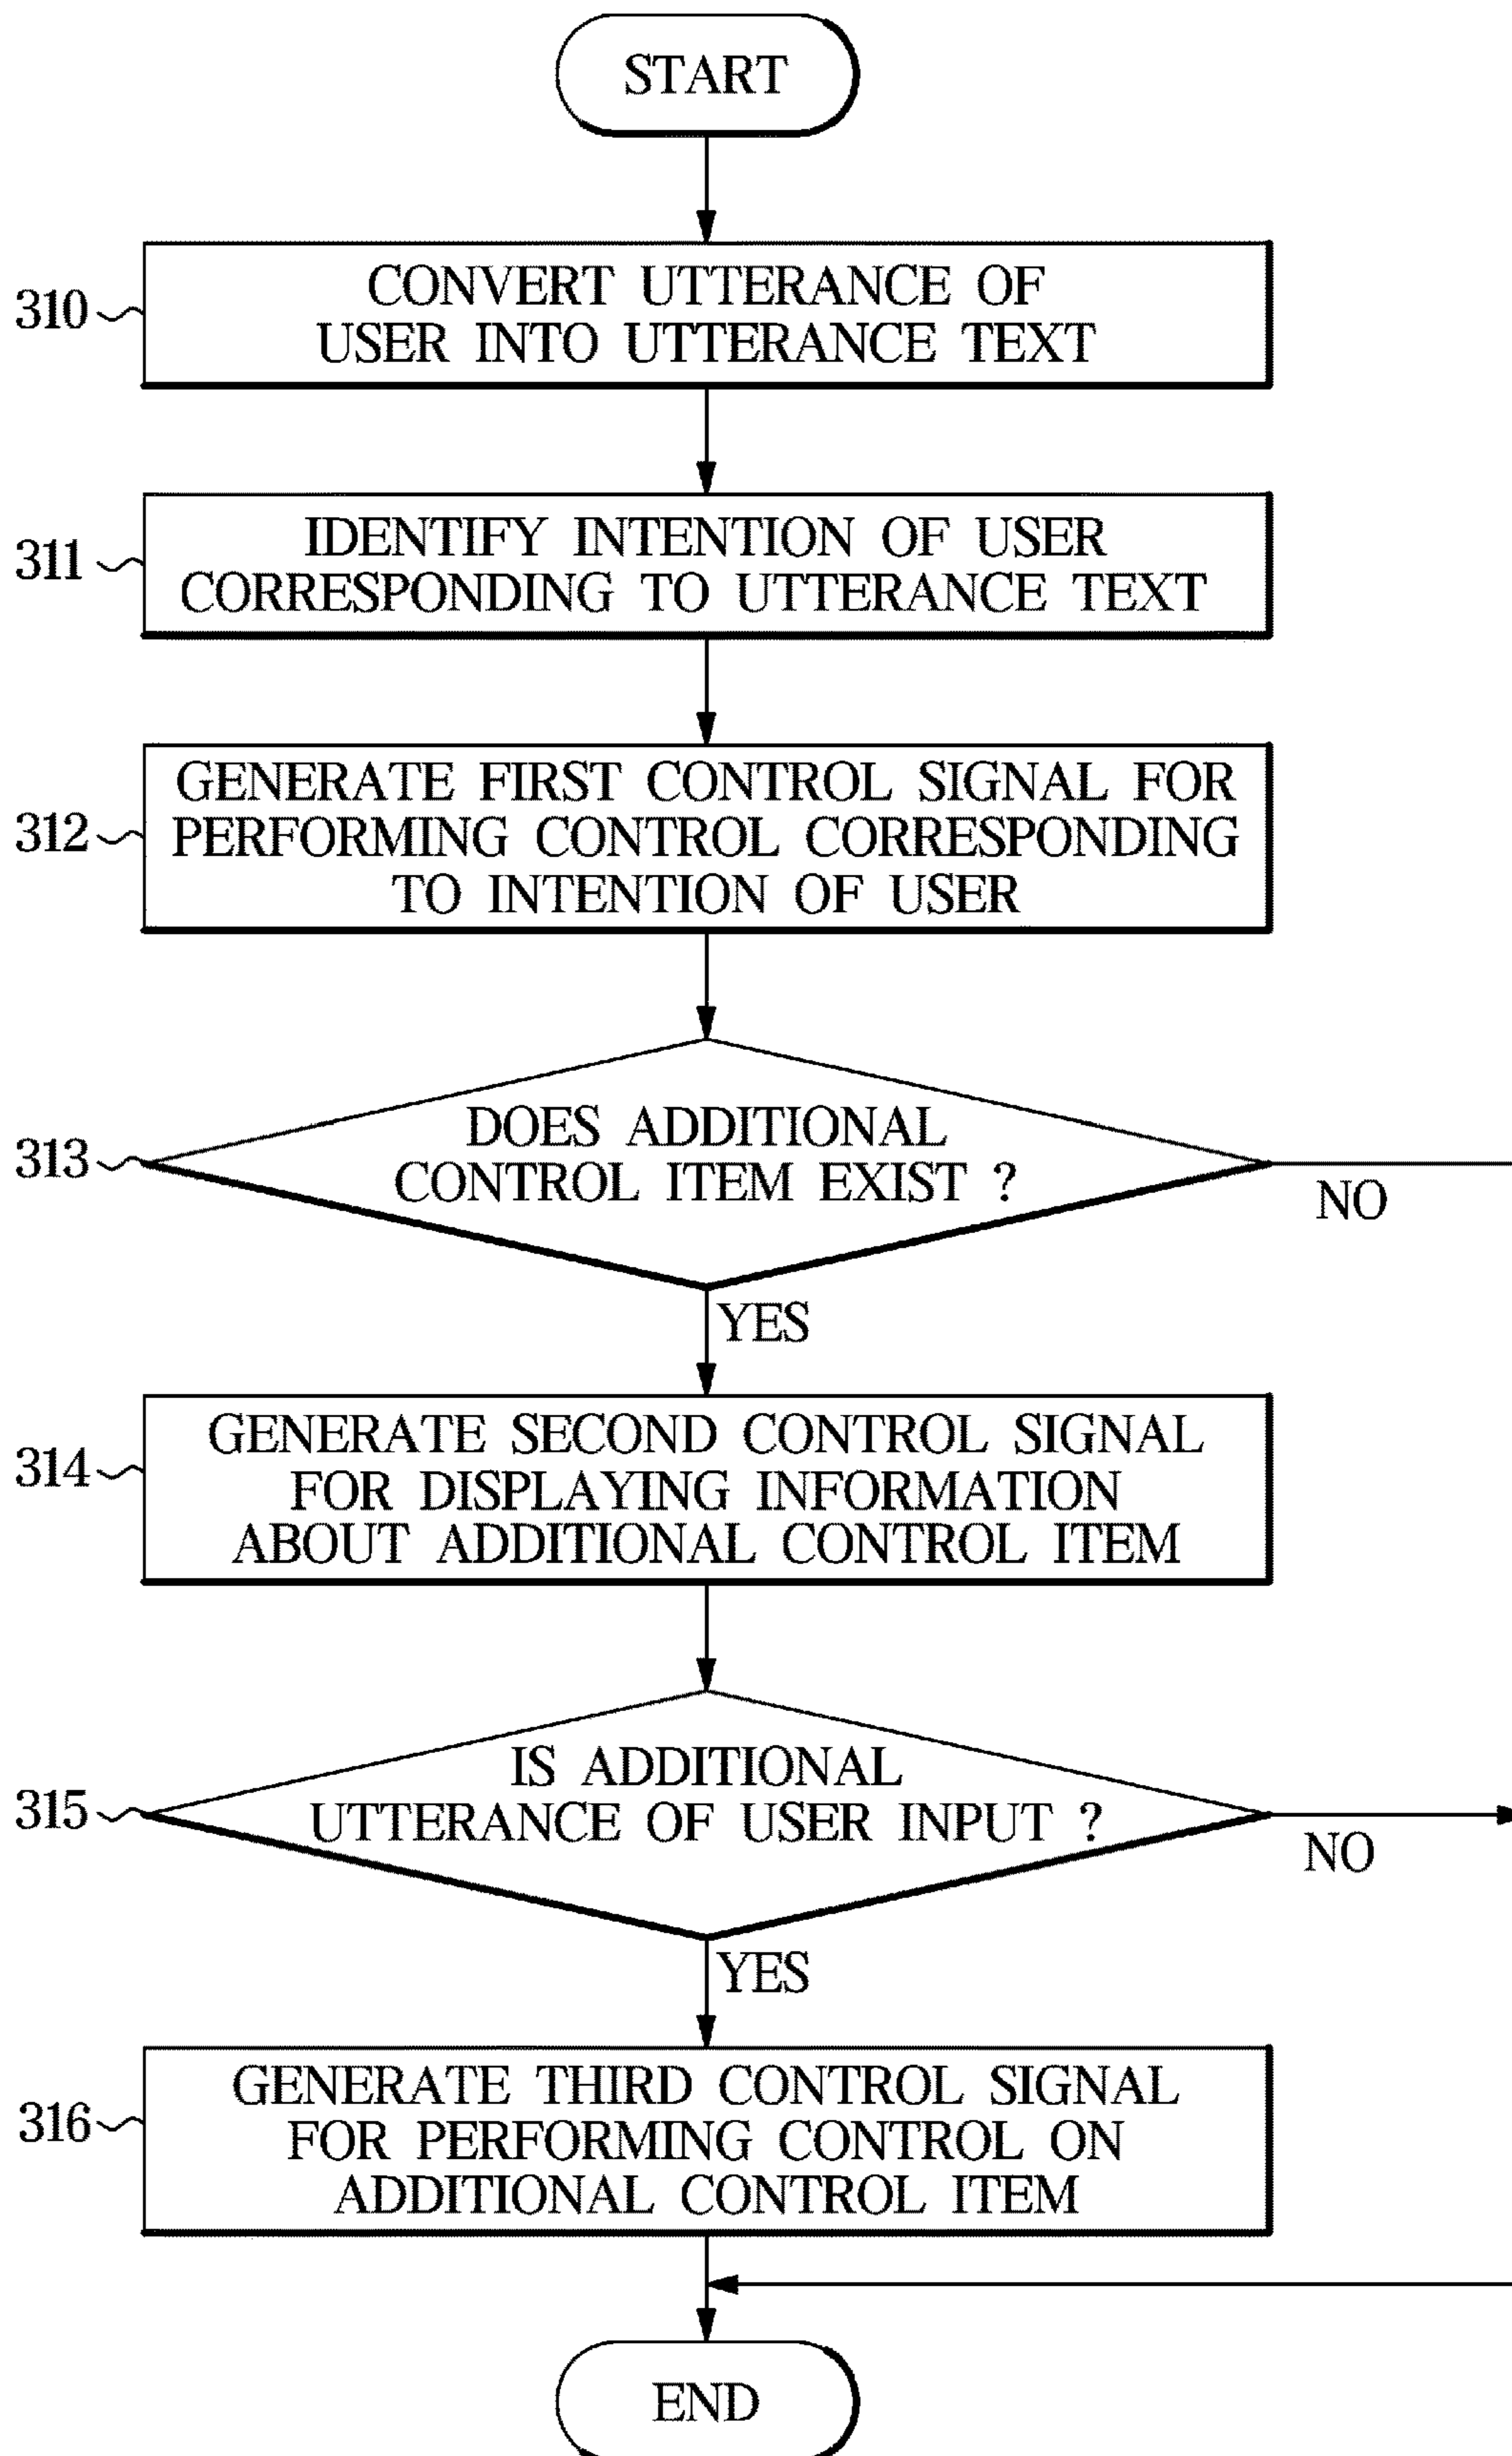 START
310
CONVERT UTTERANCE OF
USER INTO UTTERANCE TEXT
311
IDENTIFY INTENTION OF USER
CORRESPONDING TO UTTERANCE TEXT
312
GENERATE FIRST CONTROL SIGNAL FOR
PERFORMING CONTROL CORRESPONDING
TO INTENTION OF USER
313
DOES ADDITIONAL
CONTROL ITEM EXIST ?
NO
YES
314
GENERATE SECOND CONTROL SIGNAL
FOR DISPLAYING INFORMATION
ABOUT ADDITIONAL CONTROL ITEM
315
IS ADDITIONAL
UTTERANCE OF USER INPUT ?
NO
YES
316
GENERATE THIRD CONTROL SIGNAL
FOR PERFORMING CONTROL ON
ADDITIONAL CONTROL ITEM
END